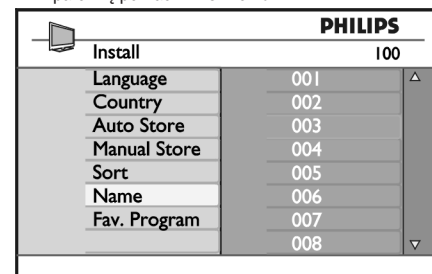 PHILIPS
Install 100
Language 001
Country 002
Auto Store 003
Manual Store 004
Sort 005
Name 006
Fav. Program 007
008